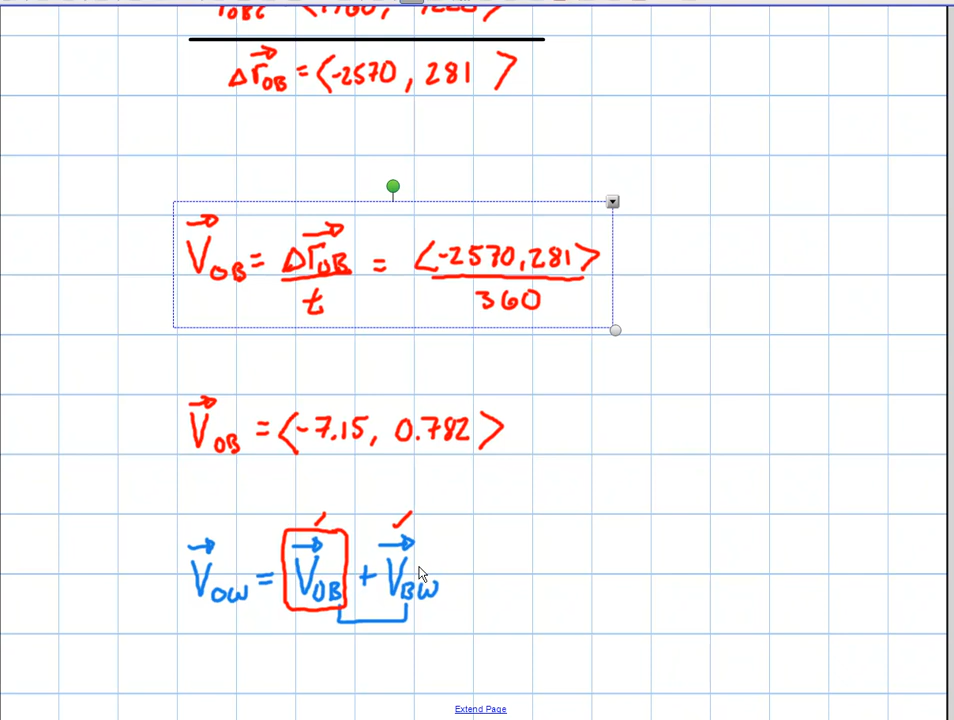 Δr⃗OB = ⟨-2570, 281⟩
V⃗OB = Δr⃗OB / t = ⟨-2570, 281⟩ / 360
V⃗OB = ⟨-7.15, 0.782⟩
V⃗OW = V⃗OB + V⃗BW
Extend Page